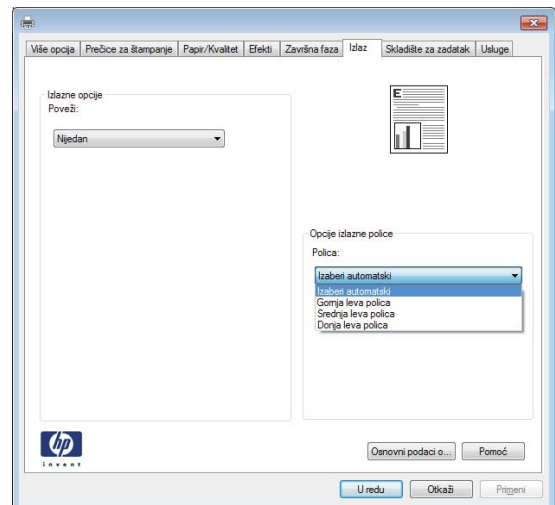 Više opcija Prečice za štampanje Papir/Kvalitet Efekti Završna faza Izlaz Skladište za zadatak Usluge
Izlazne opcije
Poveži:
Nijedan
E
Opcije izlazne police
Polica:
Izaberi automatski
Izaberi automatski
Gornja leva polica
Srednja leva polica
Donja leva polica
hp
invent
Osnovni podaci o... Pomoć
U redu Otkaži Primeni